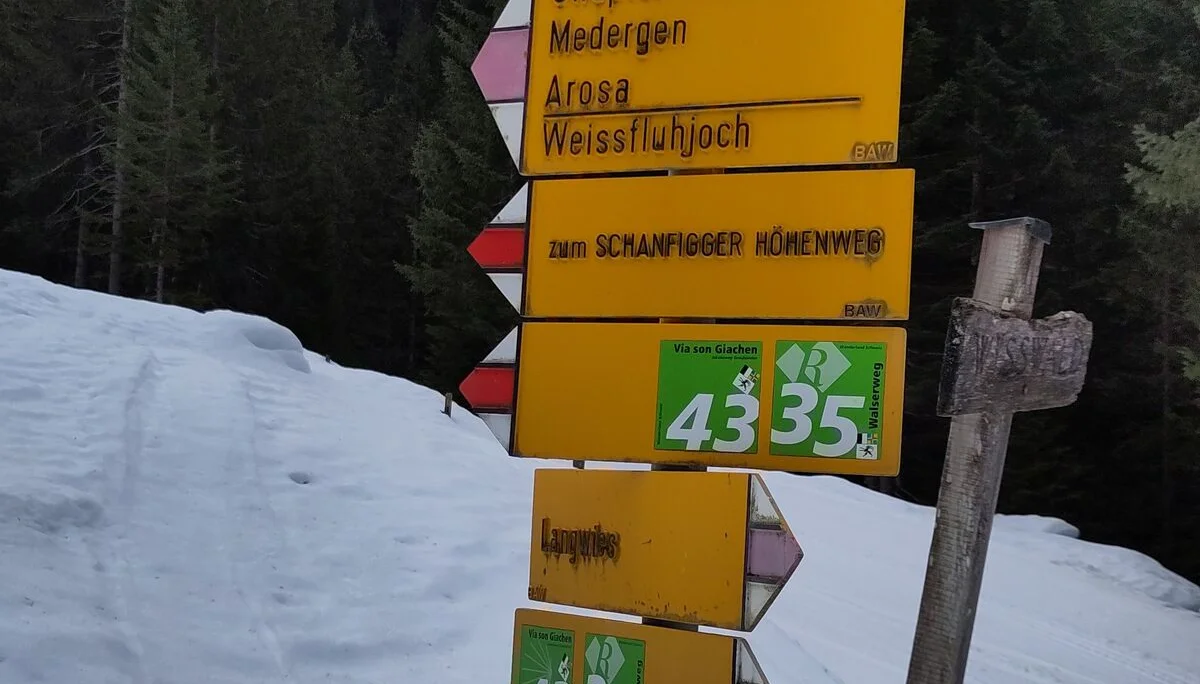 Medergen
Arosa
Weissfluhjoch
BAW
zum SCHANFIGGER HÖHENWEG
BAW
Via son Giachen
43
R
35
Walserweg
Langwies
Via son Giachen
R